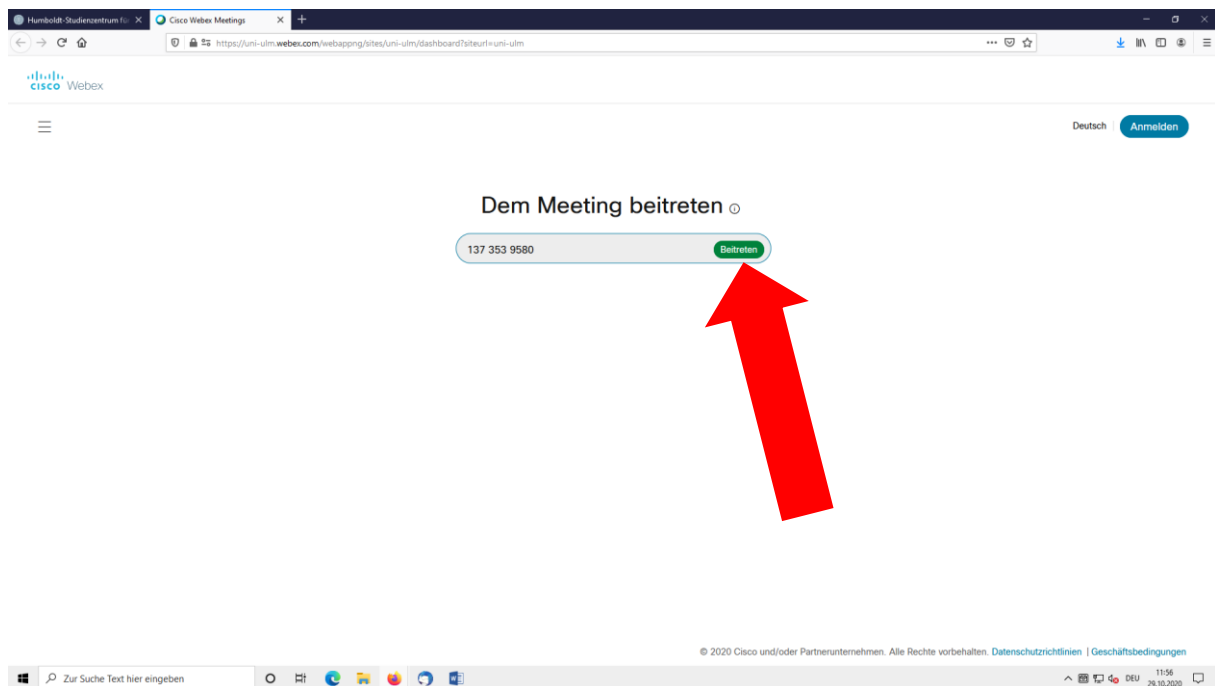 Humboldt-Studienzentrum für
Cisco Webex Meetings
https://uni-ulm.webex.com/webappng/sites/uni-ulm/dashboard?siteurl=uni-ulm
cisco Webex
Deutsch
Anmelden
Dem Meeting beitreten
137 353 9580
Beitreten
© 2020 Cisco und/oder Partnerunternehmen. Alle Rechte vorbehalten. Datenschutzrichtlinien | Geschäftsbedingungen
Zur Suche Text hier eingeben
DEU
11:56
29.10.2020